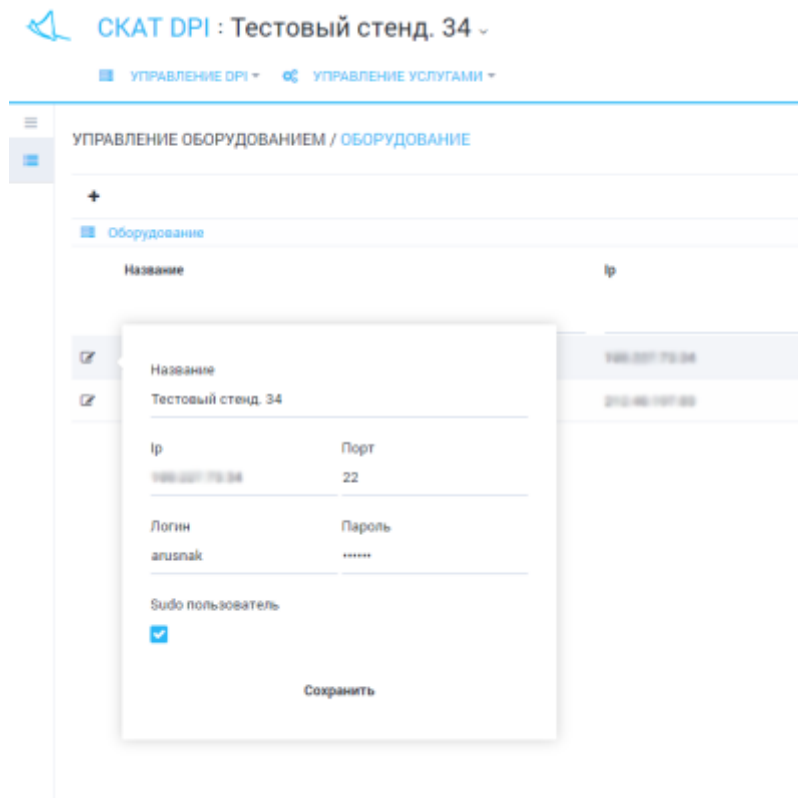 СКАТ DPI : Тестовый стенд. 34
УПРАВЛЕНИЕ DPI УПРАВЛЕНИЕ УСЛУГАМИ
УПРАВЛЕНИЕ ОБОРУДОВАНИЕМ / ОБОРУДОВАНИЕ
+
Оборудование
Название Ip
Название
Тестовый стенд. 34
Ip Порт
22
Логин Пароль
arusnak ••••••
Sudo пользователь
Сохранить